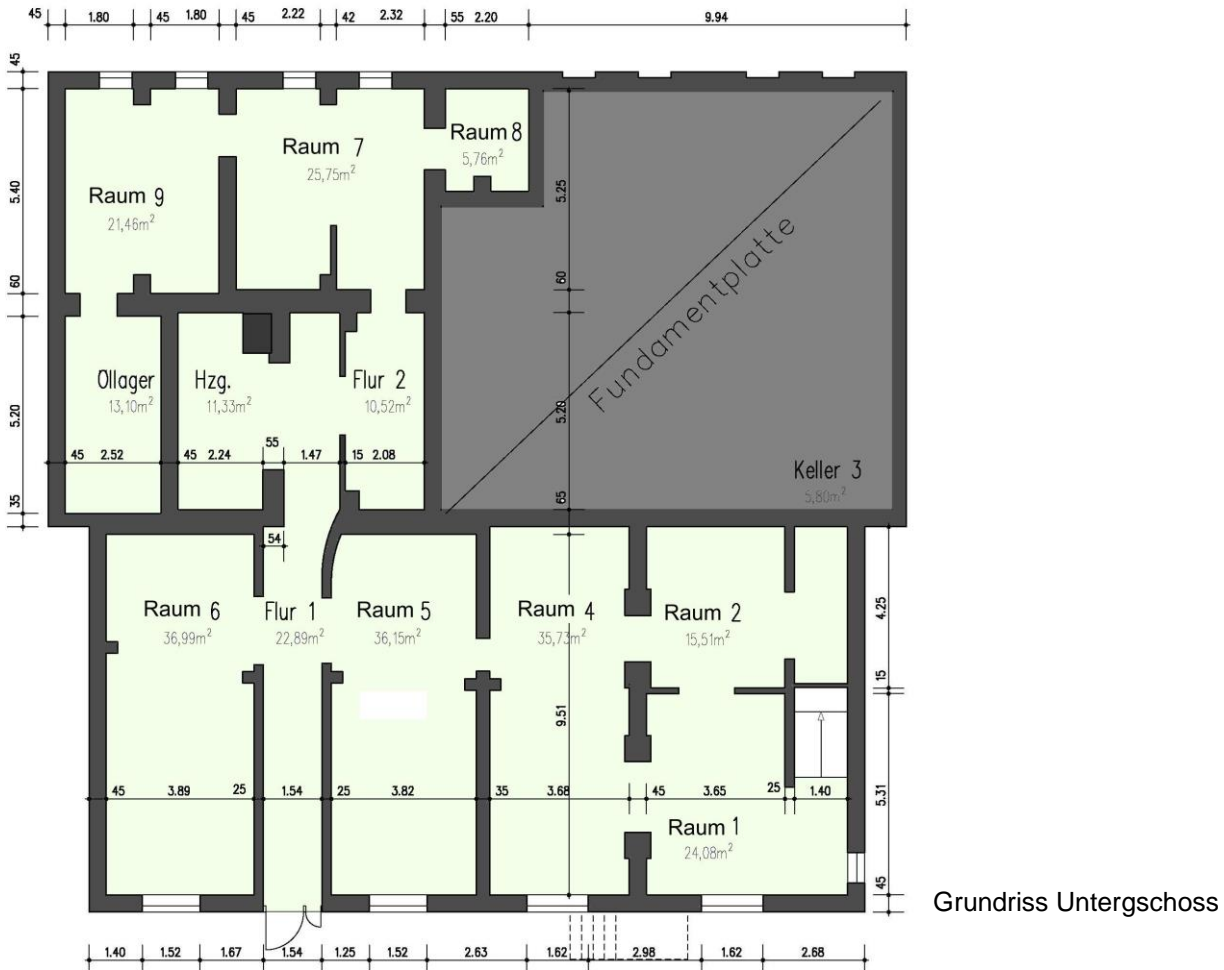 45 1.80 45 1.80 45 2.22 42 2.32 55 2.20 9.94
45
5.40
60
5.20
35
Raum 9
21,46m²
Raum 7
25,75m²
Raum 8
5,76m²
5.25
60
5.20
65
9.51
Fundamentplatte
Öllager
13,10m²
Hzg.
11,33m²
Flur 2
10,52m²
45 2.52 45 2.24 55 1.47 15 2.08
Keller 3
5,80m²
54
Raum 6
36,99m²
Flur 1
22,89m²
Raum 5
36,15m²
Raum 4
35,73m²
Raum 2
15,51m²
4.25
15
5.31
45
45 3.89 25 1.54 25 3.82 35 3.68 45 3.65 25 1.40
Raum 1
24,08m²
Grundriss Untergschoss
1.40 1.52 1.67 1.54 1.25 1.52 2.63 1.62 2.98 1.62 2.68